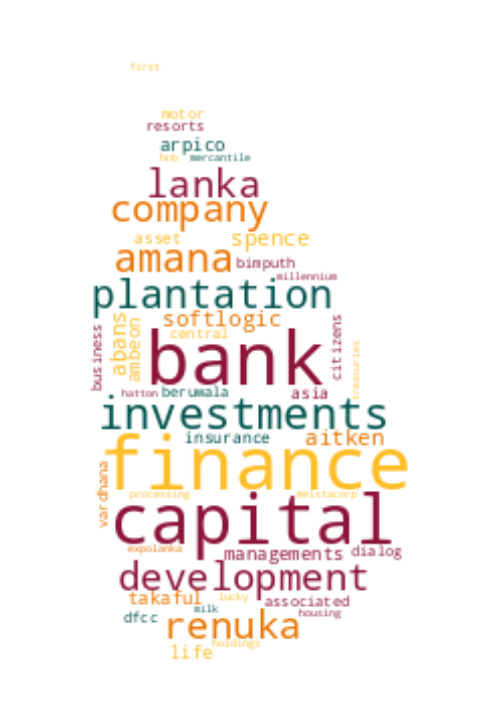 first
motor
resorts
arpico
hnb mercantile
lanka
company
asset spence
amana bimputh
millennium
plantation
softlogic
central
business abans ambeon bank citizens treasuries
hatton beruwala asia
investments
insurance aitken
finance
vardhana processing melstacorp
capital
expolanka managements dialog
development
takaful lucky associated
dfcc milk housing
renuka
holdings
life